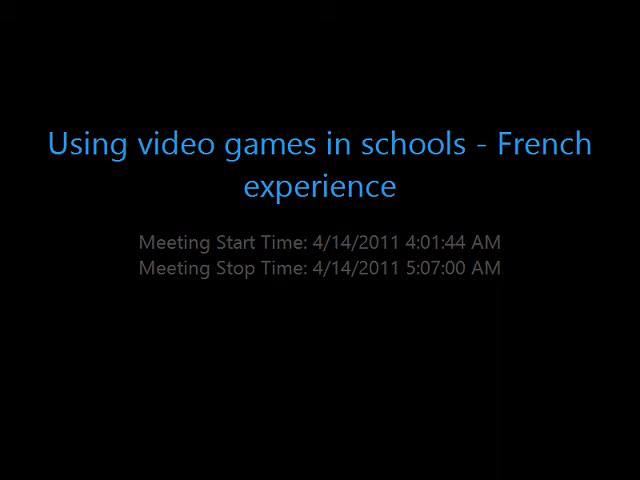 Using video games in schools - French
experience
Meeting Start Time: 4/14/2011 4:01:44 AM
Meeting Stop Time: 4/14/2011 5:07:00 AM